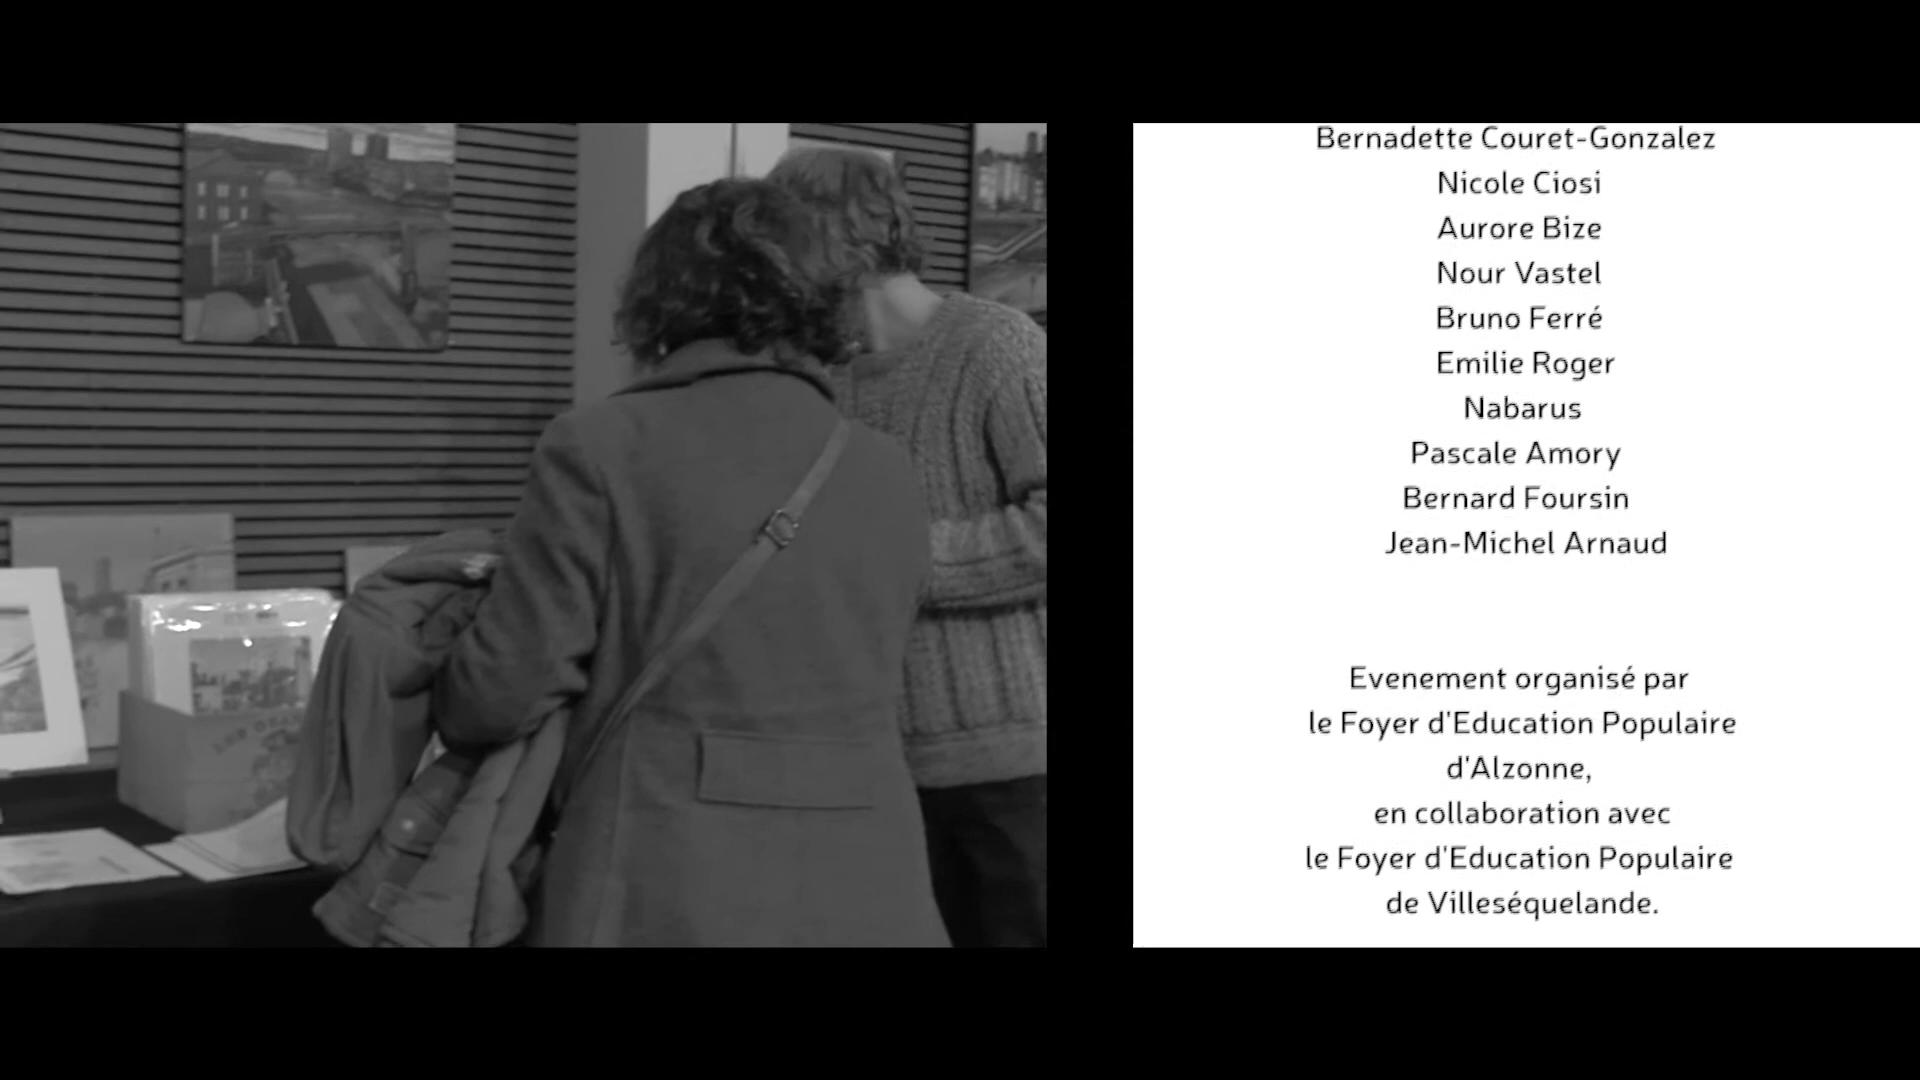 Bernadette Couret-Gonzalez
Nicole Ciosi
Aurore Bize
Nour Vastel
Bruno Ferré
Emilie Roger
Nabarus
Pascale Amory
Bernard Foursin
Jean-Michel Arnaud
Evenement organisé par
le Foyer d'Education Populaire
d'Alzonne,
en collaboration avec
le Foyer d'Education Populaire
de Villeséquelande.